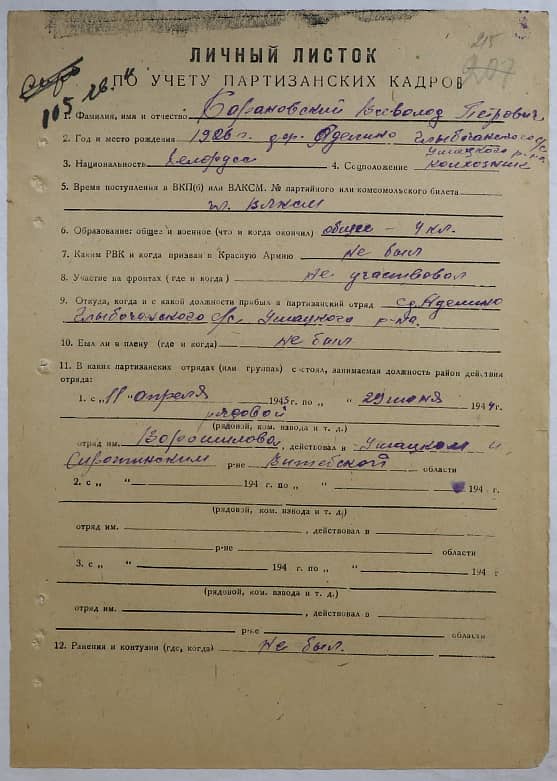 215
207
105
ЛИЧНЫЙ ЛИСТОК
ПО УЧЕТУ ПАРТИЗАНСКИХ КАДРОВ
1. Фамилия, имя и отчество Барановский Всеволод Петрович
2. Год и место рождения 1926 г. дер. Аделино Глыбочанского с/с
Ушацкого р-на
3. Национальность белорусс 4. Соцположение колхозник
5. Время поступления в ВКП(б) или ВЛКСМ. № партийного или комсомольского билета
чл. ВЛКСМ
6. Образование: общее и военное (что и когда окончил) общее – 4 кл.
7. Каким РВК и когда призван в Красную Армию не был
8. Участие на фронтах (где и когда) не участвовал
9. Откуда, когда и с какой должности прибыл в партизанский отряд с. Аделино
Глыбочанского с/с. Ушацкого р-на.
10. Был ли в плену (где и когда) не был
11. В каких партизанских отрядах (или группах) состоял, занимаемая должность район действия
отряда:
1. с „11" апреля 1943 г. по „ " 29 июня 1944 г.
рядовой
(рядовой, ком. взвода и т. д.)
отряд им. Ворошилова, действовал в Ушацком и
Сиротинским р-не Витебской области
2. с „ " 194 г. по „ " 194 г.
(рядовой, ком. взвода и т. д.)
отряд им. , действовал в
р-не области
3. с „ " 194 г. по „ " 194 г
(рядовой, ком. взвода и т. д.)
отряд им. , действовал в
р-не области
12. Ранения и контузии (где, когда) не был.